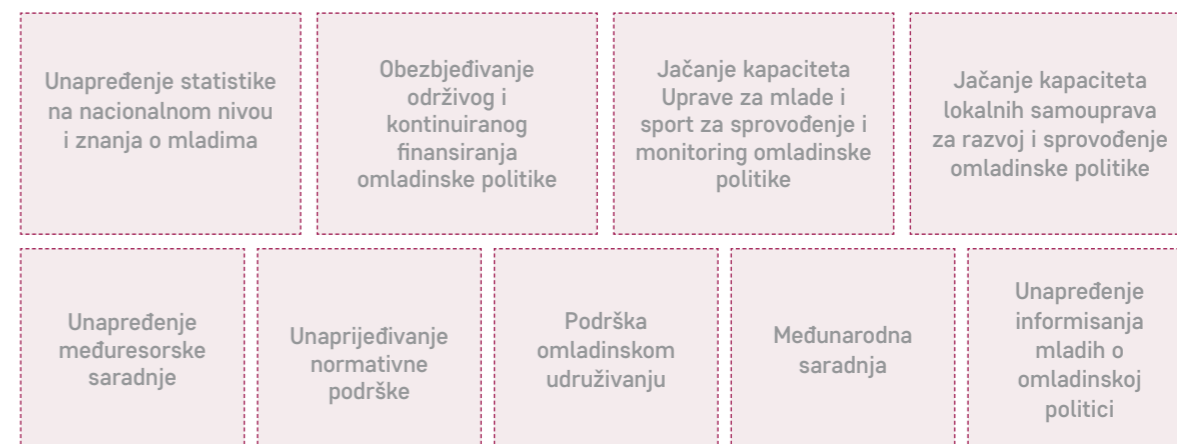 Unapređenje statistike
na nacionalnom nivou
i znanja o mladima
Obezbjeđivanje
održivog i
kontinuiranog
finansiranja
omladinske politike
Jačanje kapaciteta
Uprave za mlade i
sport za sprovođenje i
monitoring omladinske
politike
Jačanje kapaciteta
lokalnih samouprava
za razvoj i sprovođenje
omladinske politike
Unapređenje
međuresorske
saradnje
Unaprijeđivanje
normativne
podrške
Podrška
omladinskom
udruživanju
Međunarodna
saradnja
Unapređenje
informisanja
mladih o
omladinskoj
politici